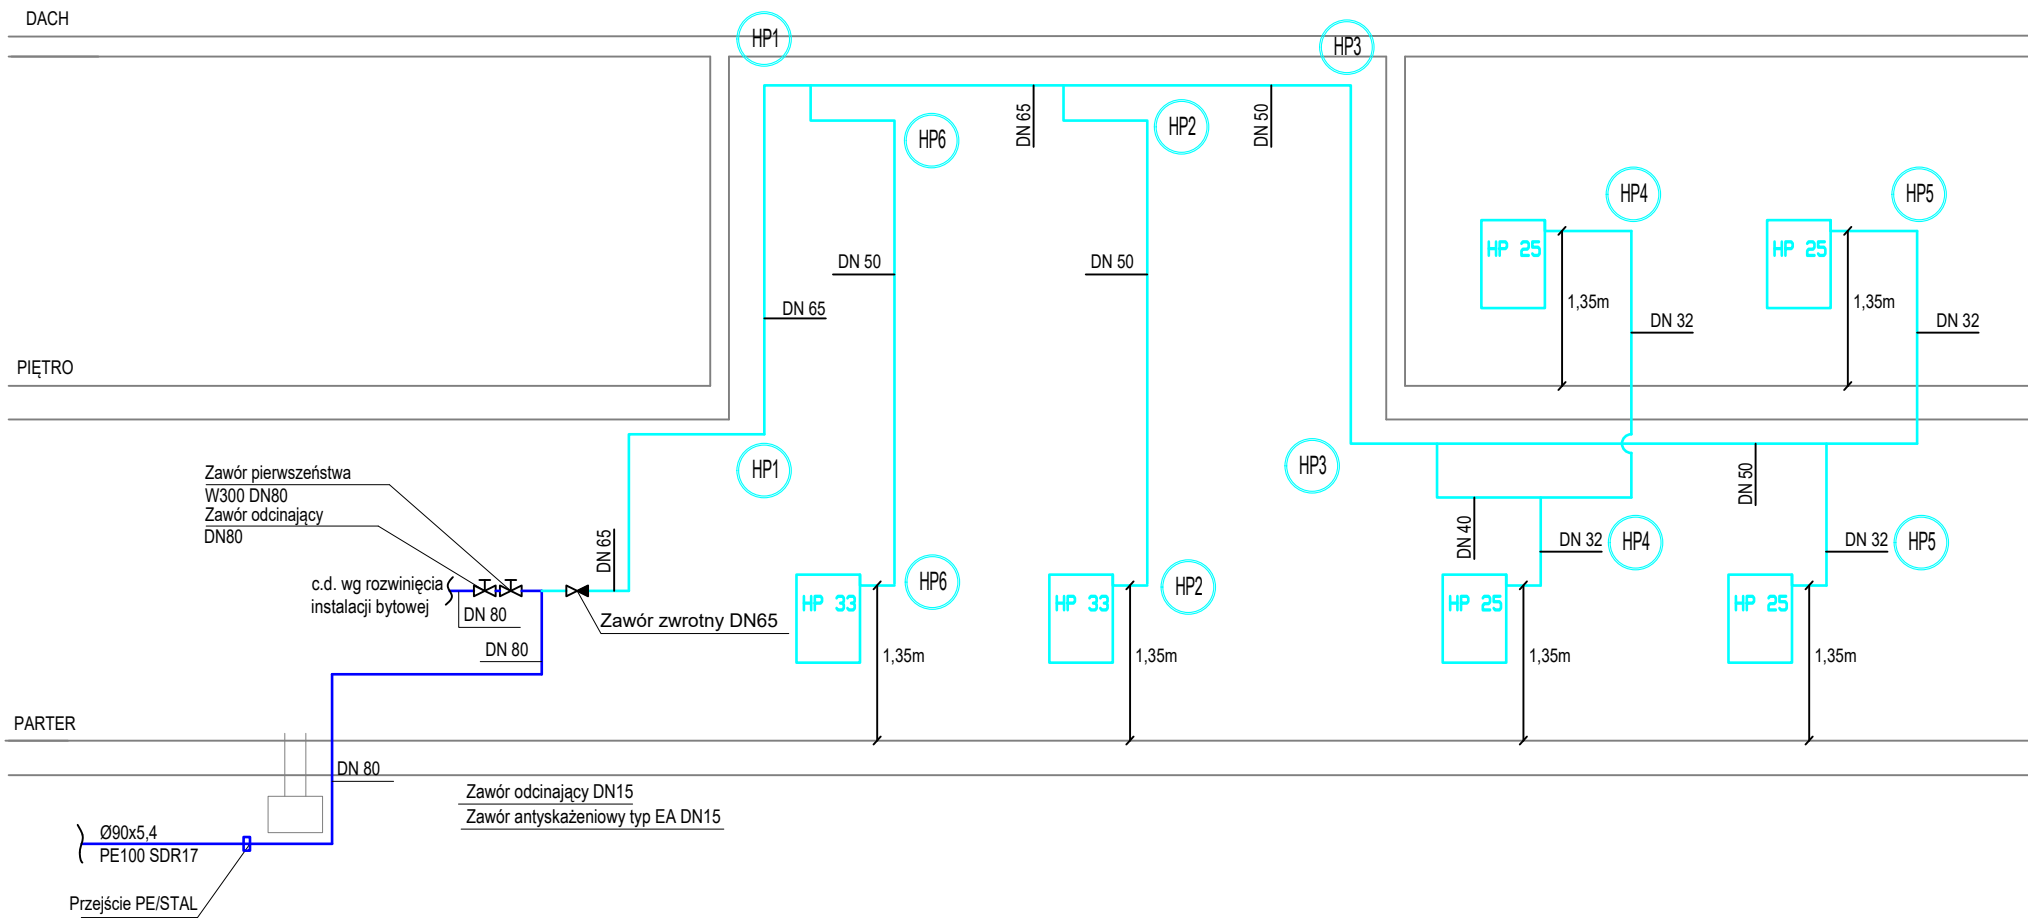 DACH
HP1
HP3
HP6
DN 65
HP2
DN 50
HP4
HP5
HP 25
HP 25
DN 50
DN 50
DN 65
1,35m
DN 32
1,35m
DN 32
PIĘTRO
HP1
HP3
Zawór pierwszeństwa
W300 DN80
Zawór odcinający
DN80
DN 50
DN 65
DN 40
DN 32
HP4
DN 32
HP5
c.d. wg rozwinięcia
instalacji bytowej
DN 80
HP6
HP2
HP 33
HP 33
HP 25
HP 25
Zawór zwrotny DN65
DN 80
1,35m
1,35m
1,35m
1,35m
PARTER
DN 80
Zawór odcinający DN15
Zawór antyskażeniowy typ EA DN15
Ø90x5,4
PE100 SDR17
Przejście PE/STAL